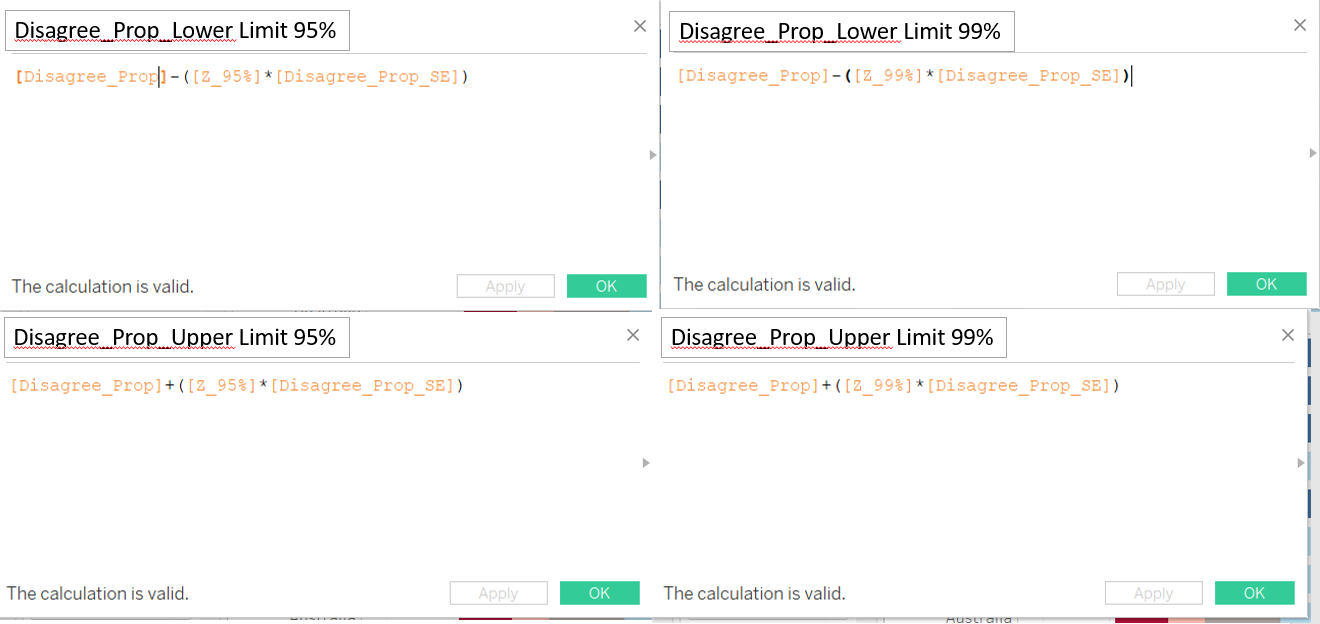 Disagree_Prop_Lower Limit 95%
[Disagree_Prop]-([Z_95%]*[Disagree_Prop_SE])
The calculation is valid.
Apply
OK
Disagree_Prop_Lower Limit 99%
[Disagree_Prop]-([Z_99%]*[Disagree_Prop_SE])
The calculation is valid.
Apply
OK
Disagree_Prop_Upper Limit 95%
[Disagree_Prop]+([Z_95%]*[Disagree_Prop_SE])
The calculation is valid.
Apply
OK
Disagree_Prop_Upper Limit 99%
[Disagree_Prop]+([Z_99%]*[Disagree_Prop_SE])
The calculation is valid.
Apply
OK
Australia
Australia